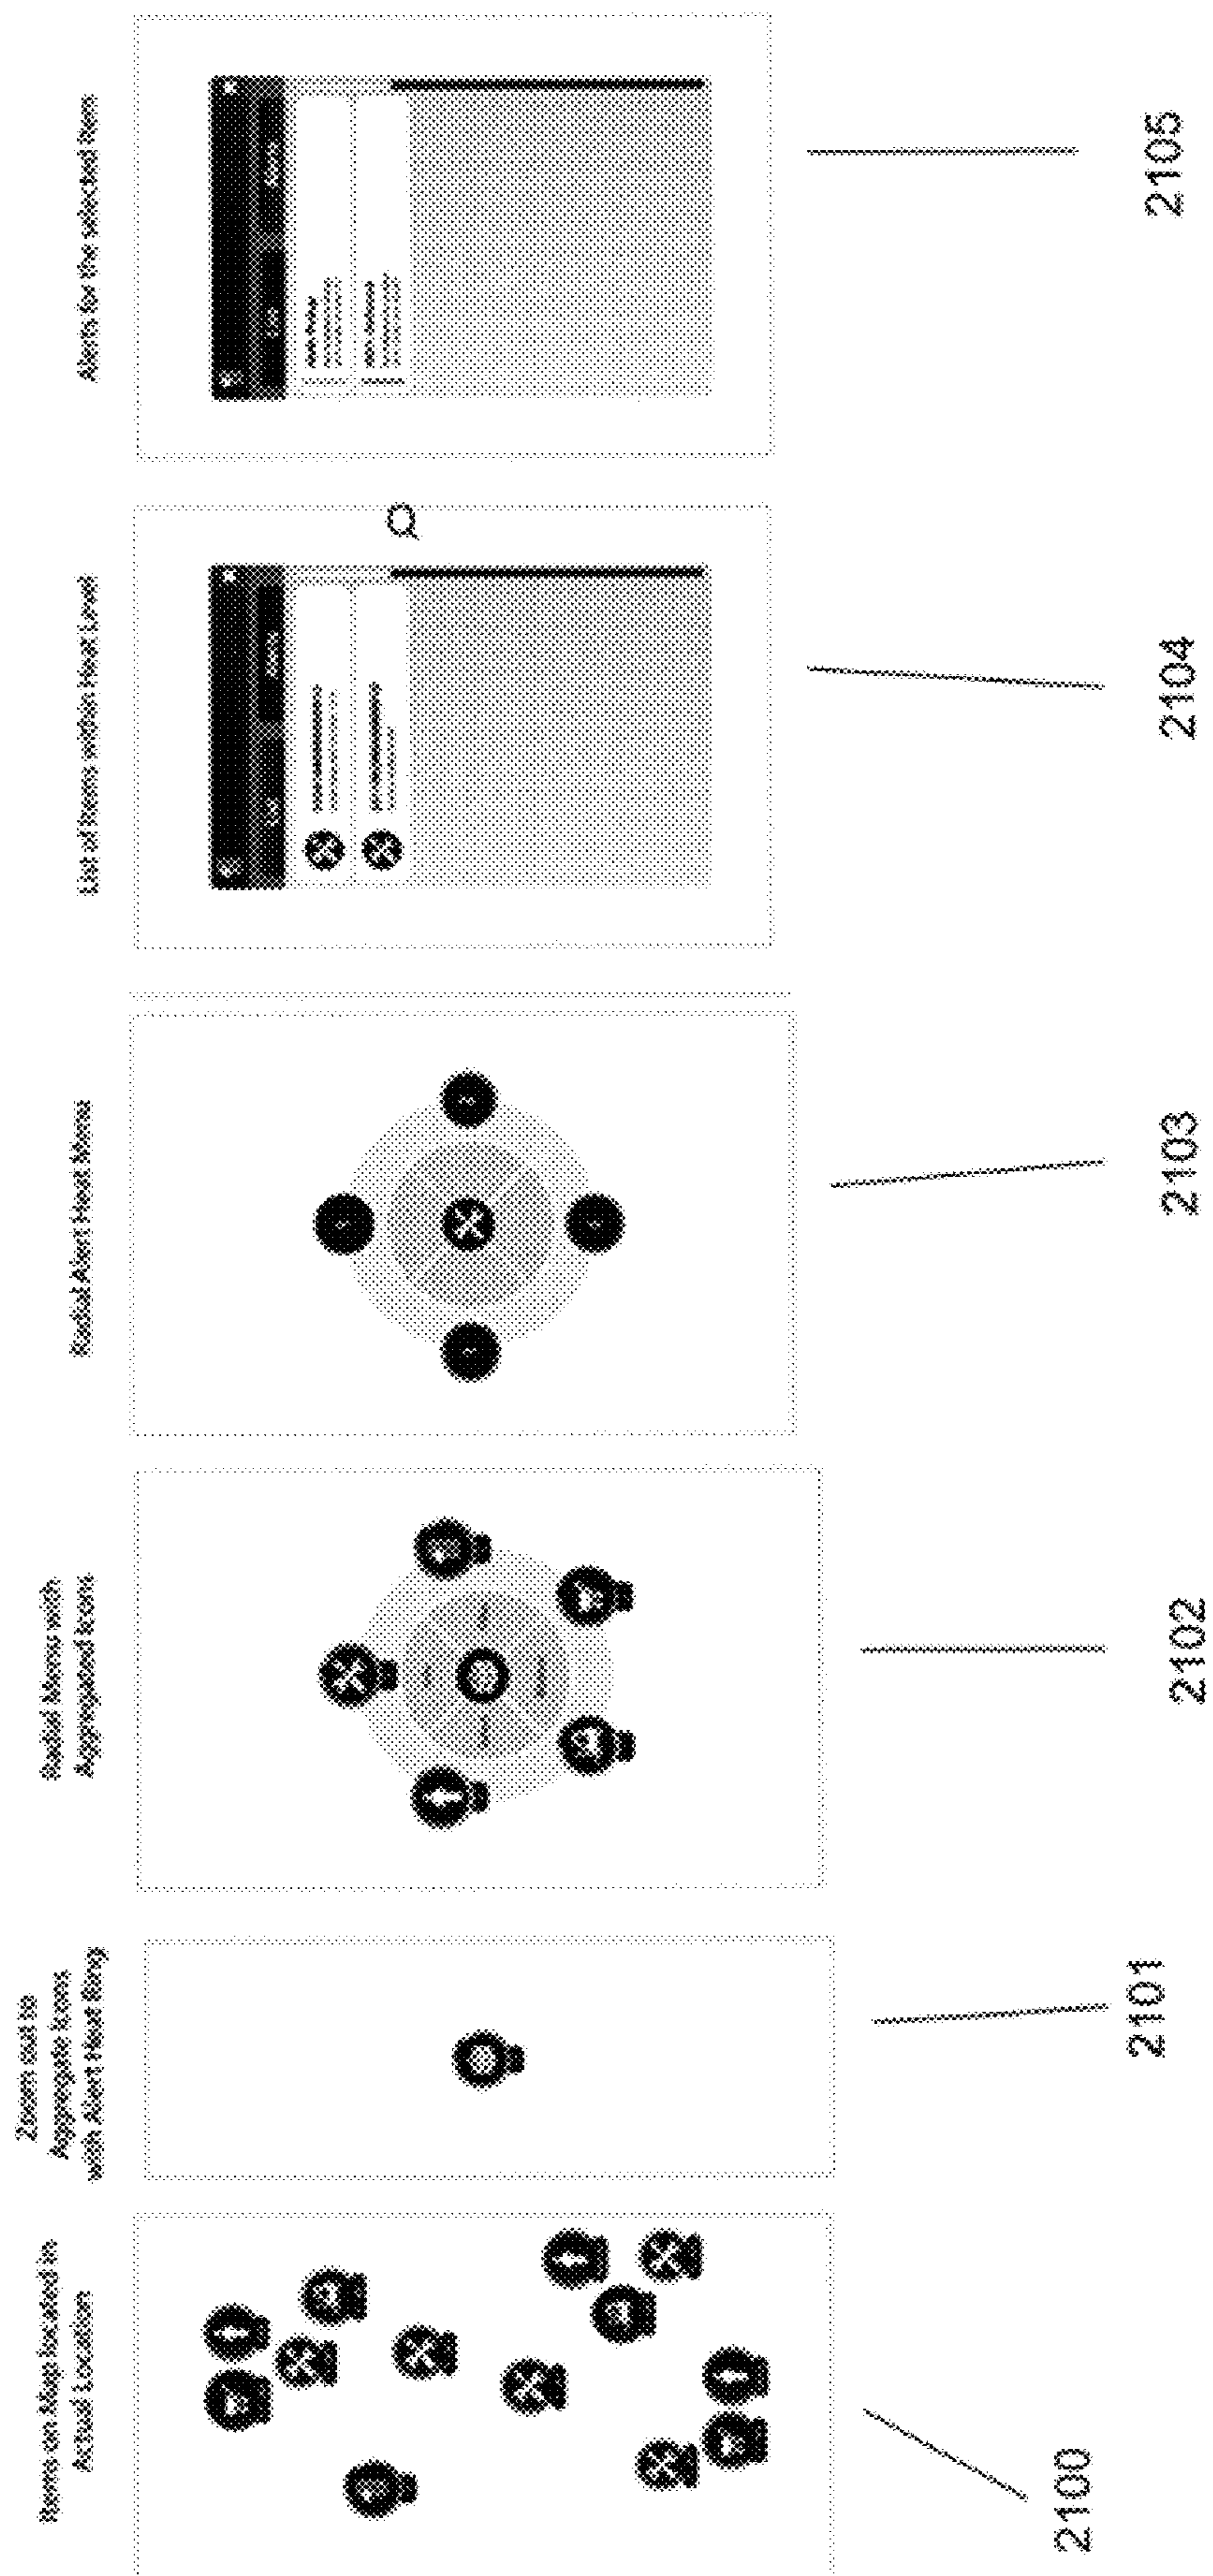 Items on Map located in
Actual Location
2100
Zoom out to
Aggregate Icons
with Alert Heat Ring
2101
Radial Menu with
Aggregated Icons
2102
Radial Alert Heat Menu
2103
List of Items within Heat Level
Q
2104
Alerts for the selected Item
2105